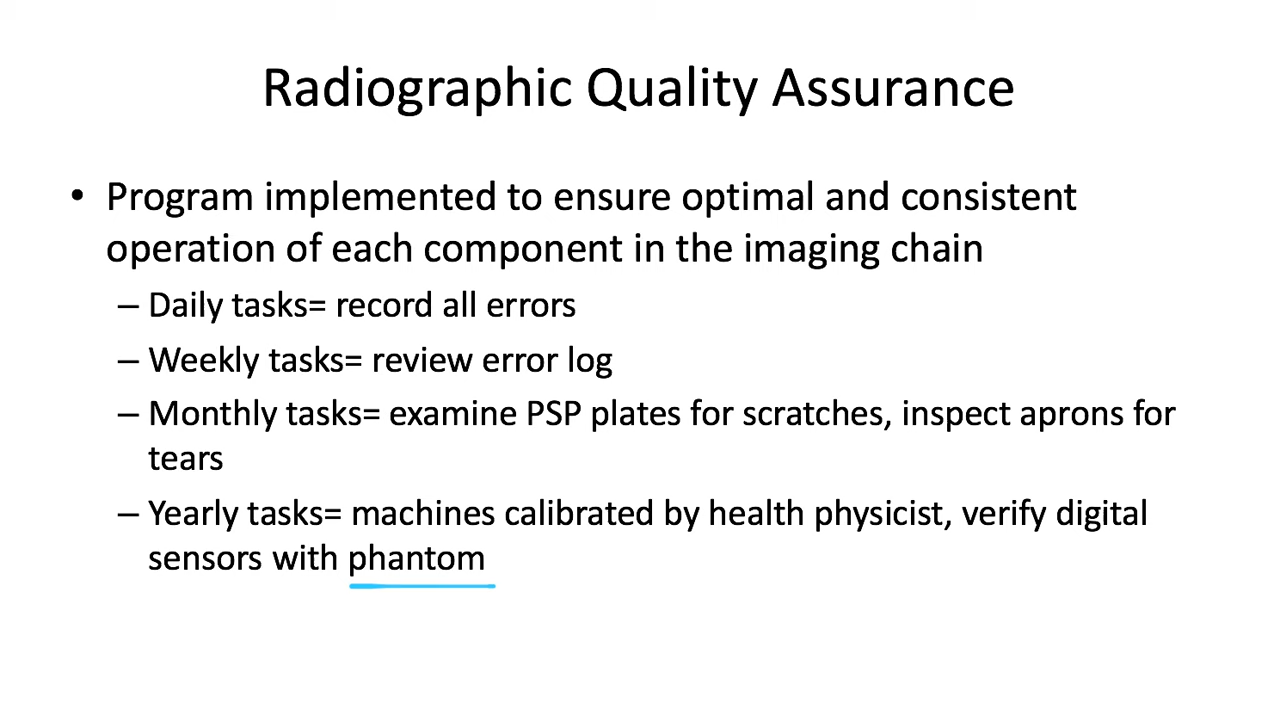 Radiographic Quality Assurance
• Program implemented to ensure optimal and consistent
operation of each component in the imaging chain
– Daily tasks= record all errors
– Weekly tasks= review error log
– Monthly tasks= examine PSP plates for scratches, inspect aprons for
tears
– Yearly tasks= machines calibrated by health physicist, verify digital
sensors with phantom